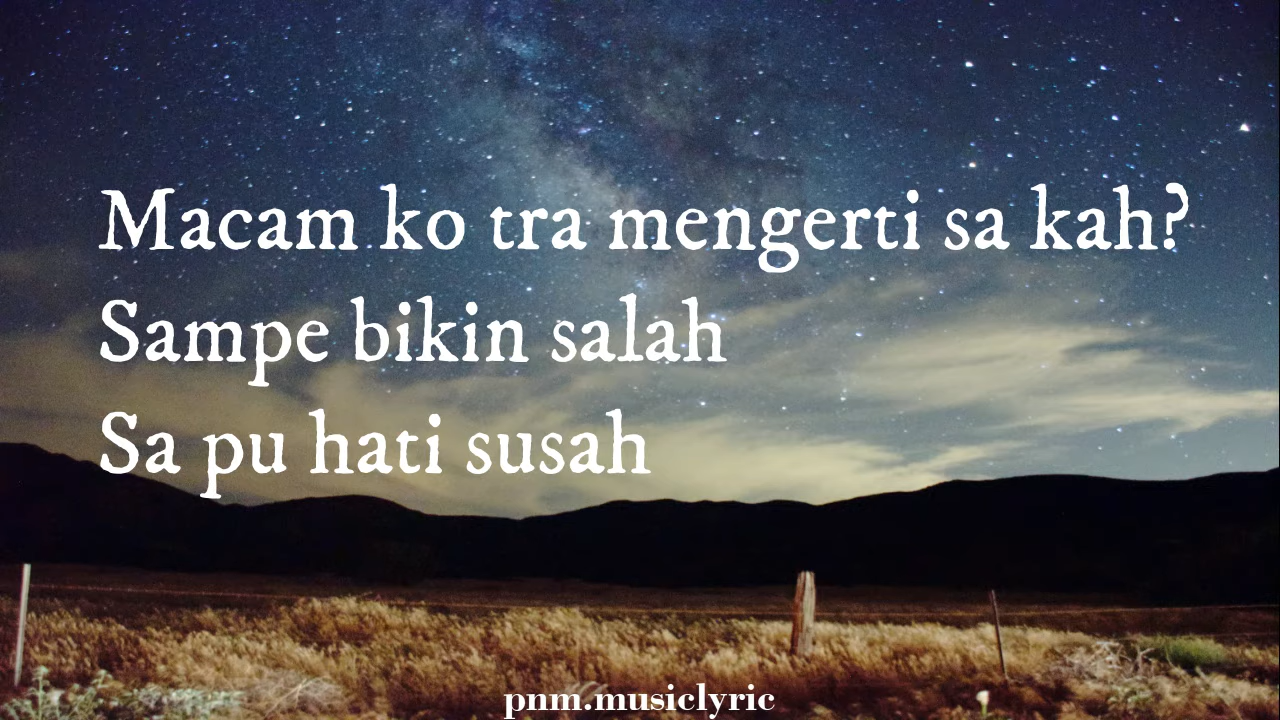 Macam ko tra mengerti sa kah?
Sampe bikin salah
Sa pu hati susah
pnm.musiclyric